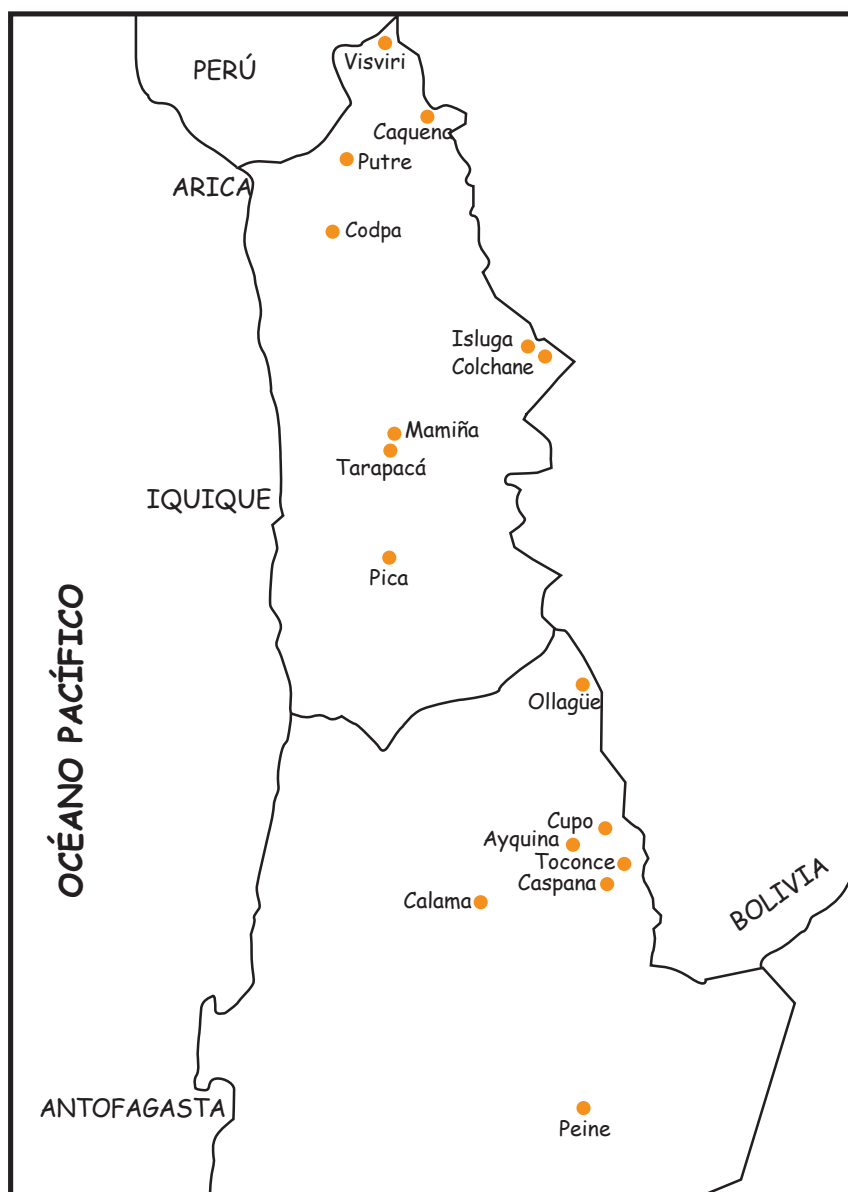 Visviri
PERÚ
Caquena
Putre
ARICA
Codpa
Isluga
Colchane
Mamiña
Tarapacá
IQUIQUE
Pica
OCÉANO PACÍFICO
Ollagüe
Cupo
Ayquina
Toconce
Caspana
Calama
BOLIVIA
ANTOFAGASTA
Peine